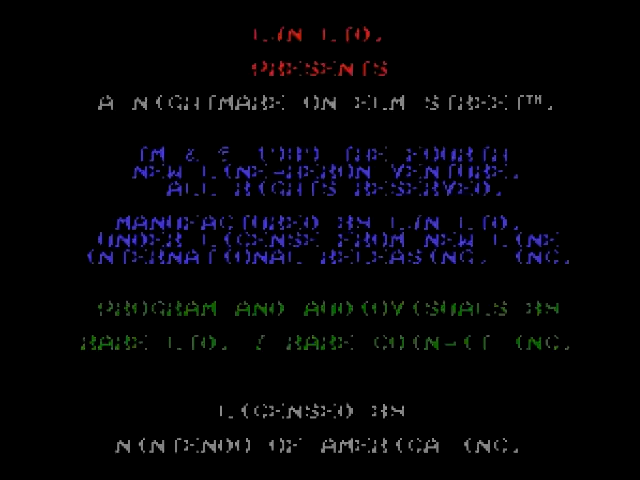 LJN LTD.
PRESENTS
A NIGHTMARE ON ELM STREET™.
TM & © 1989 THE FOURTH
NEW LINE-HERON VENTURE.
ALL RIGHTS RESERVED.
MANUFACTURED BY LJN LTD.
UNDER LICENSE FROM NEW LINE
INTERNATIONAL RELEASING, INC.
PROGRAM AND AUDIOVISUALS BY
RARE LTD. / RARE COIN-IT INC.
LICENSED BY
NINTENDO OF AMERICA INC.